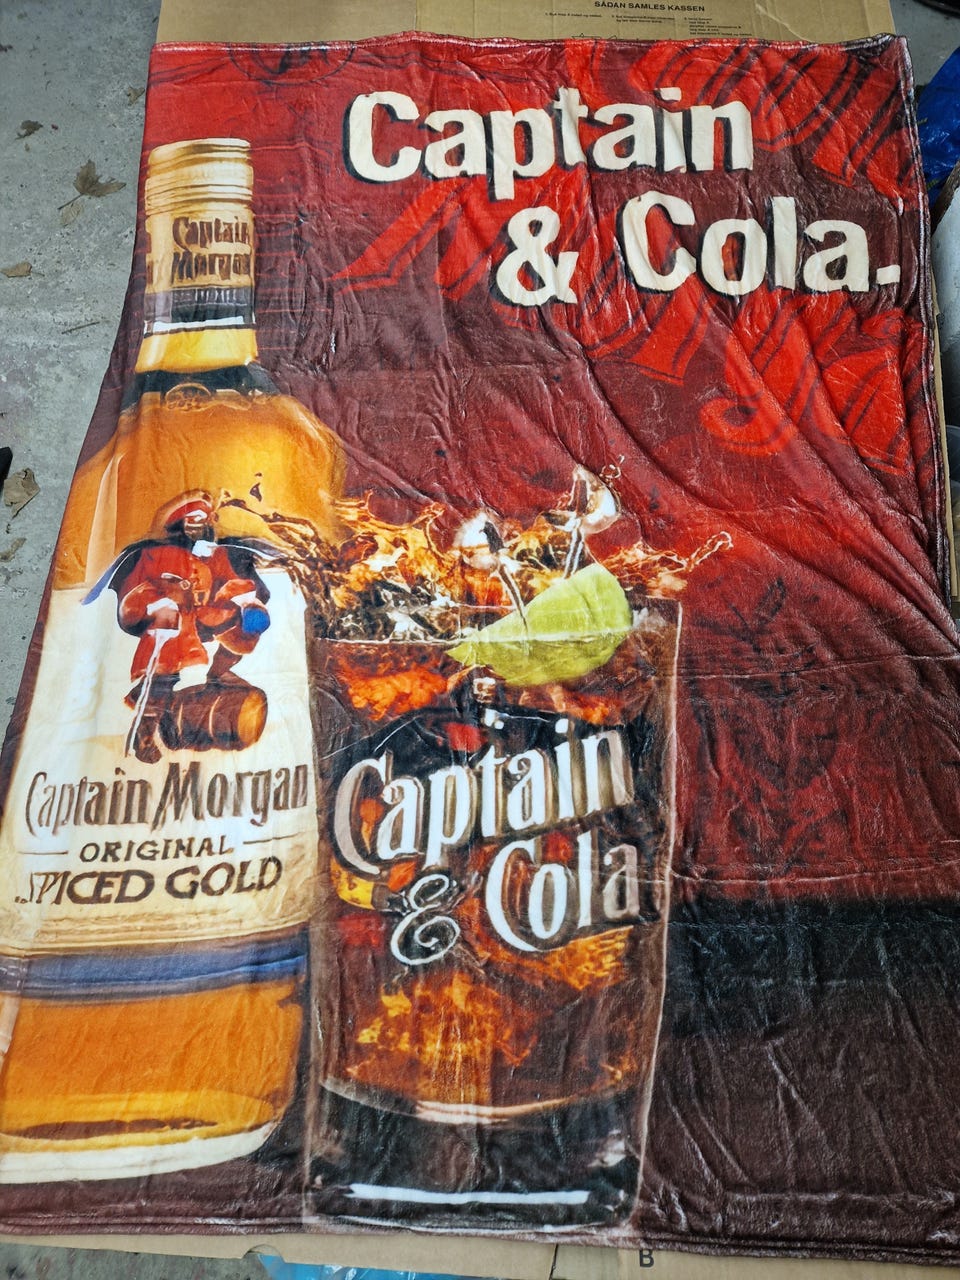 SÅDAN SAMLES KASSEN
Captain
& Cola.
Captain
Morgan
Captain Morgan
ORIGINAL
SPICED GOLD
Captain
& Cola
B